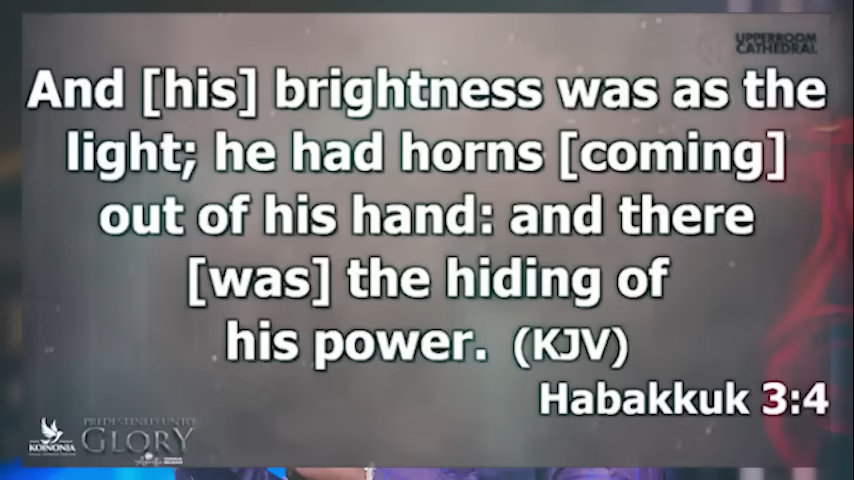 UPPERROOM
CATHEDRAL
And [his] brightness was as the
light; he had horns [coming]
out of his hand: and there
[was] the hiding of
his power. (KJV)
Habakkuk 3:4
KOINONIA
PREDESTINED UNTO
GLORY